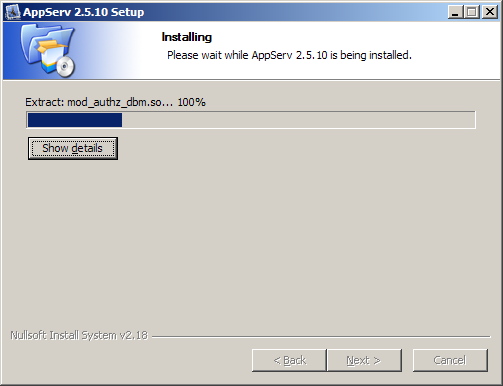 AppServ 2.5.10 Setup
Installing
Please wait while AppServ 2.5.10 is being installed.
Extract: mod_authz_dbm.so... 100%
Show details
Nullsoft Install System v2.18
< Back
Next >
Cancel